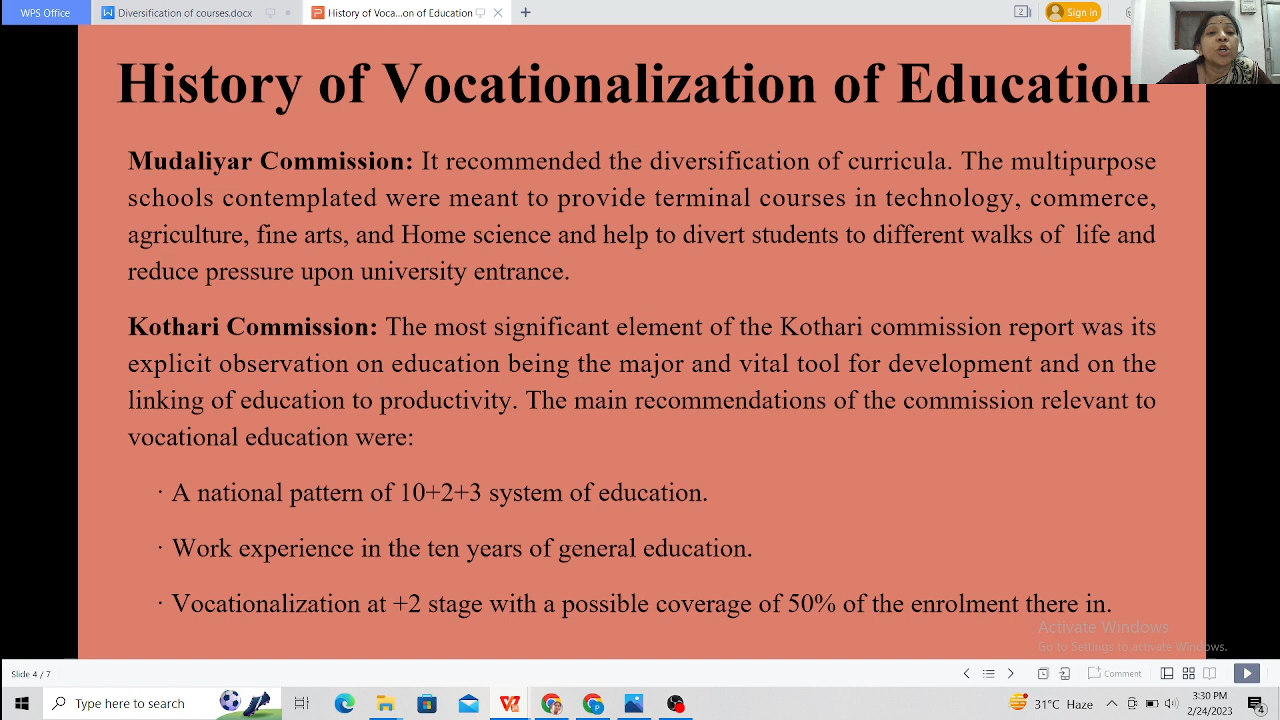 WPS Office
Diversification of courses.docx
History of Voca...on of Education
2
Sign in
History of Vocationalization of Education
Mudaliyar Commission: It recommended the diversification of curricula. The multipurpose
schools contemplated were meant to provide terminal courses in technology, commerce,
agriculture, fine arts, and Home science and help to divert students to different walks of life and
reduce pressure upon university entrance.
Kothari Commission: The most significant element of the Kothari commission report was its
explicit observation on education being the major and vital tool for development and on the
linking of education to productivity. The main recommendations of the commission relevant to
vocational education were:
· A national pattern of 10+2+3 system of education.
· Work experience in the ten years of general education.
· Vocationalization at +2 stage with a possible coverage of 50% of the enrolment there in.
Activate Windows
Go to Settings to activate Windows.
Slide 4 / 7
Comment
Type here to search
31°C Haze
3:30 PM
2/24/2023
4